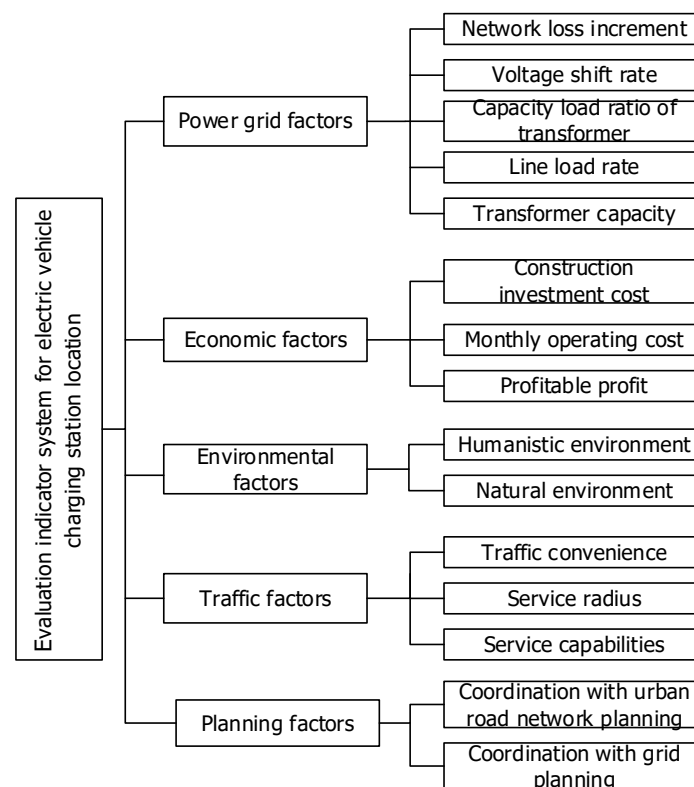 Evaluation indicator system for electric vehicle
charging station location
Power grid factors
Network loss increment
Voltage shift rate
Capacity load ratio of
transformer
Line load rate
Transformer capacity
Economic factors
Construction
investment cost
Monthly operating cost
Profitable profit
Environmental
factors
Humanistic environment
Natural environment
Traffic factors
Traffic convenience
Service radius
Service capabilities
Planning factors
Coordination with urban
road network planning
Coordination with grid
planning